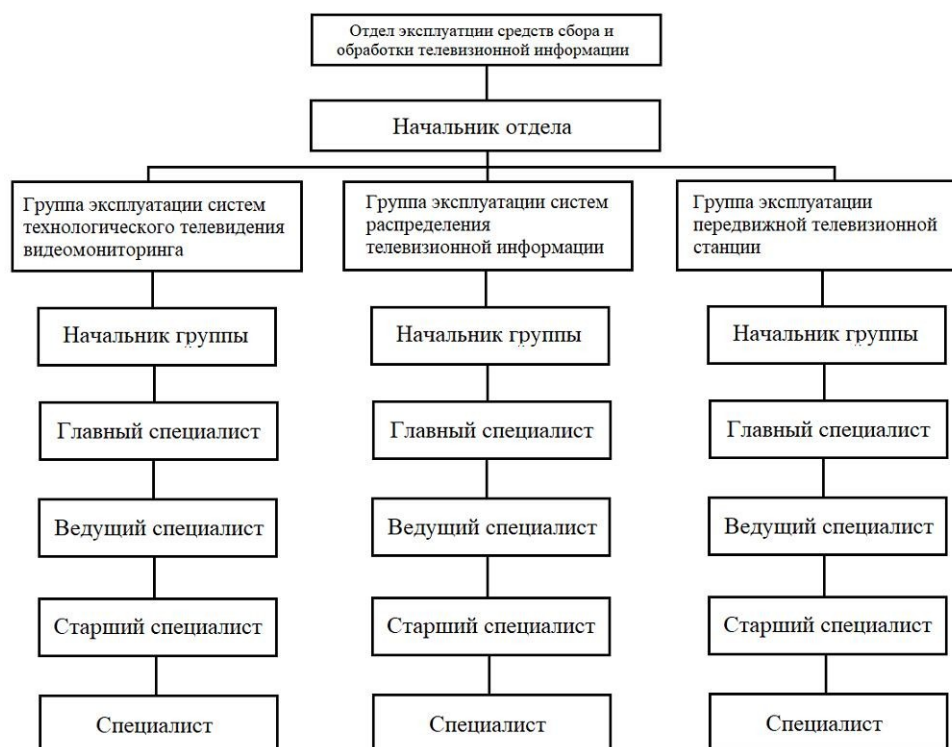 Отдел эксплуатции средств сбора и
обработки телевизионной информации
Начальник отдела
Группа эксплуатации систем
технологического телевидения
видеомониторинга
Группа эксплуатации систем
распределения
телевизионной информации
Группа эксплуатации
передвижной телевизионной
станции
Начальник группы
Начальник группы
Начальник группы
Главный специалист
Главный специалист
Главный специалист
Ведущий специалист
Ведущий специалист
Ведущий специалист
Старший специалист
Старший специалист
Старший специалист
Специалист
Специалист
Специалист